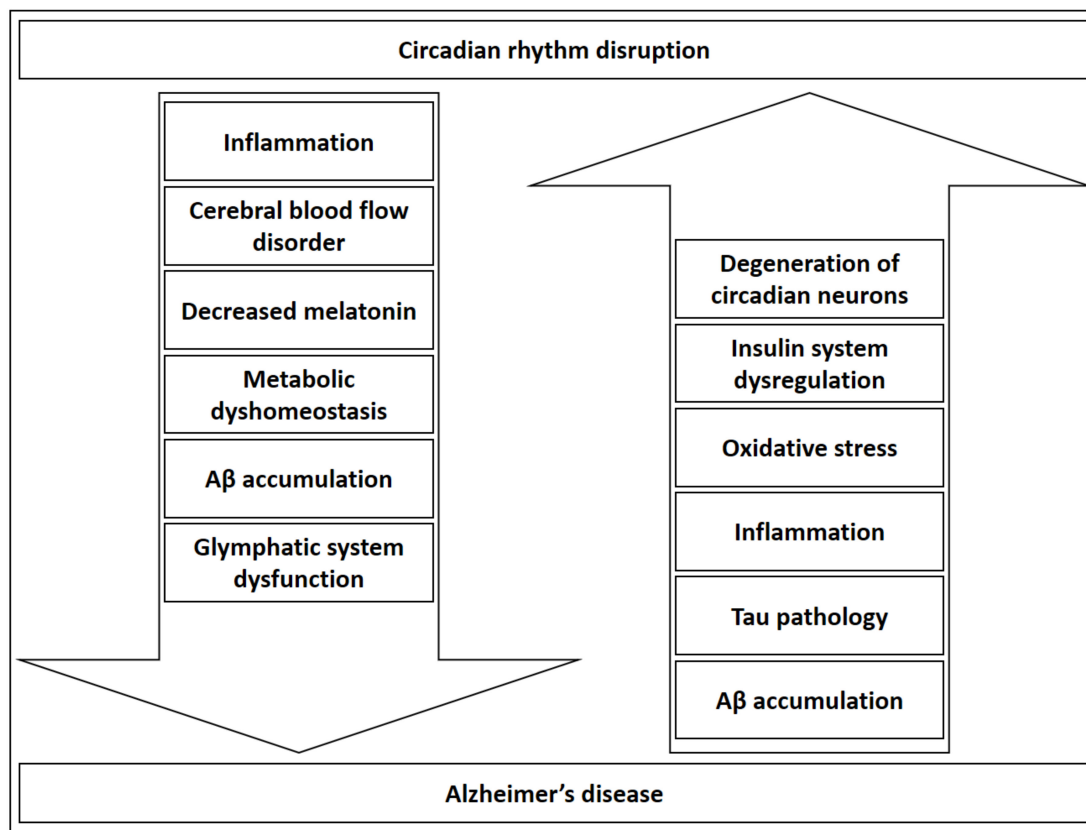 Circadian rhythm disruption
Inflammation
Cerebral blood flow
disorder
Decreased melatonin
Metabolic
dyshomeostasis
Aβ accumulation
Glymphatic system
dysfunction
Degeneration of
circadian neurons
Insulin system
dysregulation
Oxidative stress
Inflammation
Tau pathology
Aβ accumulation
Alzheimer’s disease